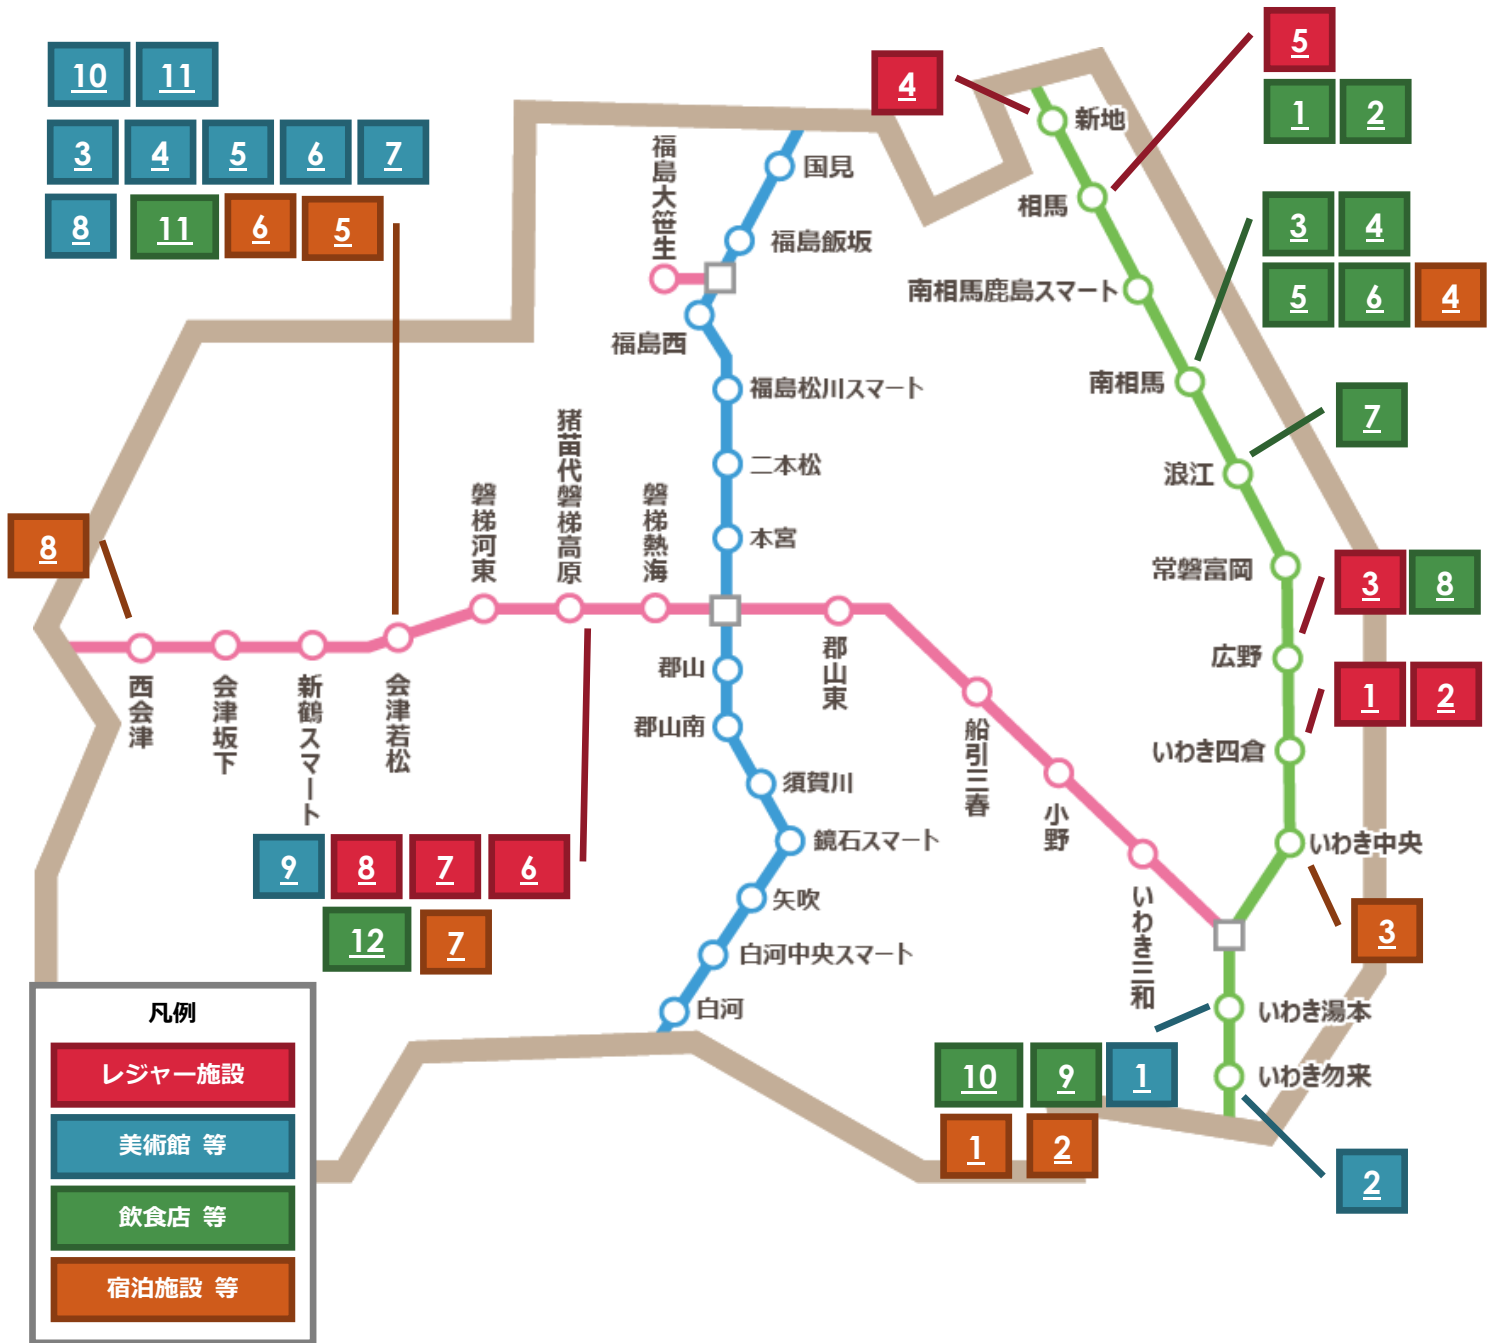 10 11
3 4 5 6 7
8 11 6 5
4
5
1 2
3 4
5 6 4
7
3 8
1 2
3
8
9 8 7 6
12 7
10 9 1
1 2
2
新地
相馬
南相馬鹿島スマート
南相馬
浪江
常磐富岡
広野
いわき四倉
いわき中央
いわき湯本
いわき勿来
国見
福島飯坂
福島大笹生
福島西
福島松川スマート
二本松
本宮
郡山
郡山南
須賀川
鏡石スマート
矢吹
白河中央スマート
白河
西会津
会津坂下
新鶴スマート
会津若松
磐梯河東
猪苗代磐梯高原
磐梯熱海
郡山東
船引三春
小野
いわき三和
凡例
レジャー施設
美術館 等
飲食店 等
宿泊施設 等